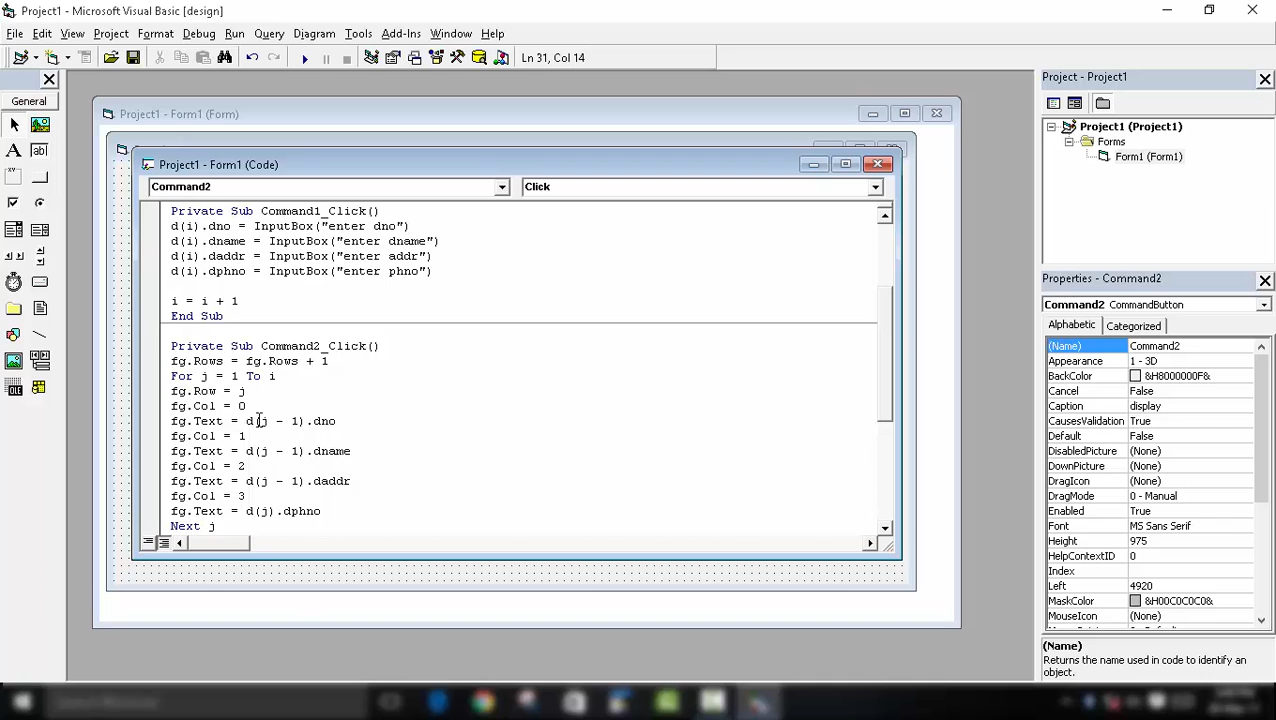 Project1 - Microsoft Visual Basic [design]
File Edit View Project Format Debug Run Query Diagram Tools Add-Ins Window Help
Ln 31, Col 14
General
Project1 - Form1 (Form)
Project1 - Form1 (Code)
Command2
Click
Private Sub Command1_Click()
d(i).dno = InputBox("enter dno")
d(i).dname = InputBox("enter dname")
d(i).daddr = InputBox("enter addr")
d(i).dphno = InputBox("enter phno")
i = i + 1
End Sub
Private Sub Command2_Click()
fg.Rows = fg.Rows + 1
For j = 1 To i
fg.Row = j
fg.Col = 0
fg.Text = d(j - 1).dno
fg.Col = 1
fg.Text = d(j - 1).dname
fg.Col = 2
fg.Text = d(j - 1).daddr
fg.Col = 3
fg.Text = d(j).dphno
Next j
Project - Project1
Project1 (Project1)
Forms
Form1 (Form1)
Properties - Command2
Command2 CommandButton
Alphabetic Categorized
(Name) Command2
Appearance 1 - 3D
BackColor &H8000000F&
Cancel False
Caption display
CausesValidation True
Default False
DisabledPicture (None)
DownPicture (None)
DragIcon (None)
DragMode 0 - Manual
Enabled True
Font MS Sans Serif
Height 975
HelpContextID 0
Index
Left 4920
MaskColor &H00C0C0C0&
MouseIcon (None)
(Name)
Returns the name used in code to identify an
object.